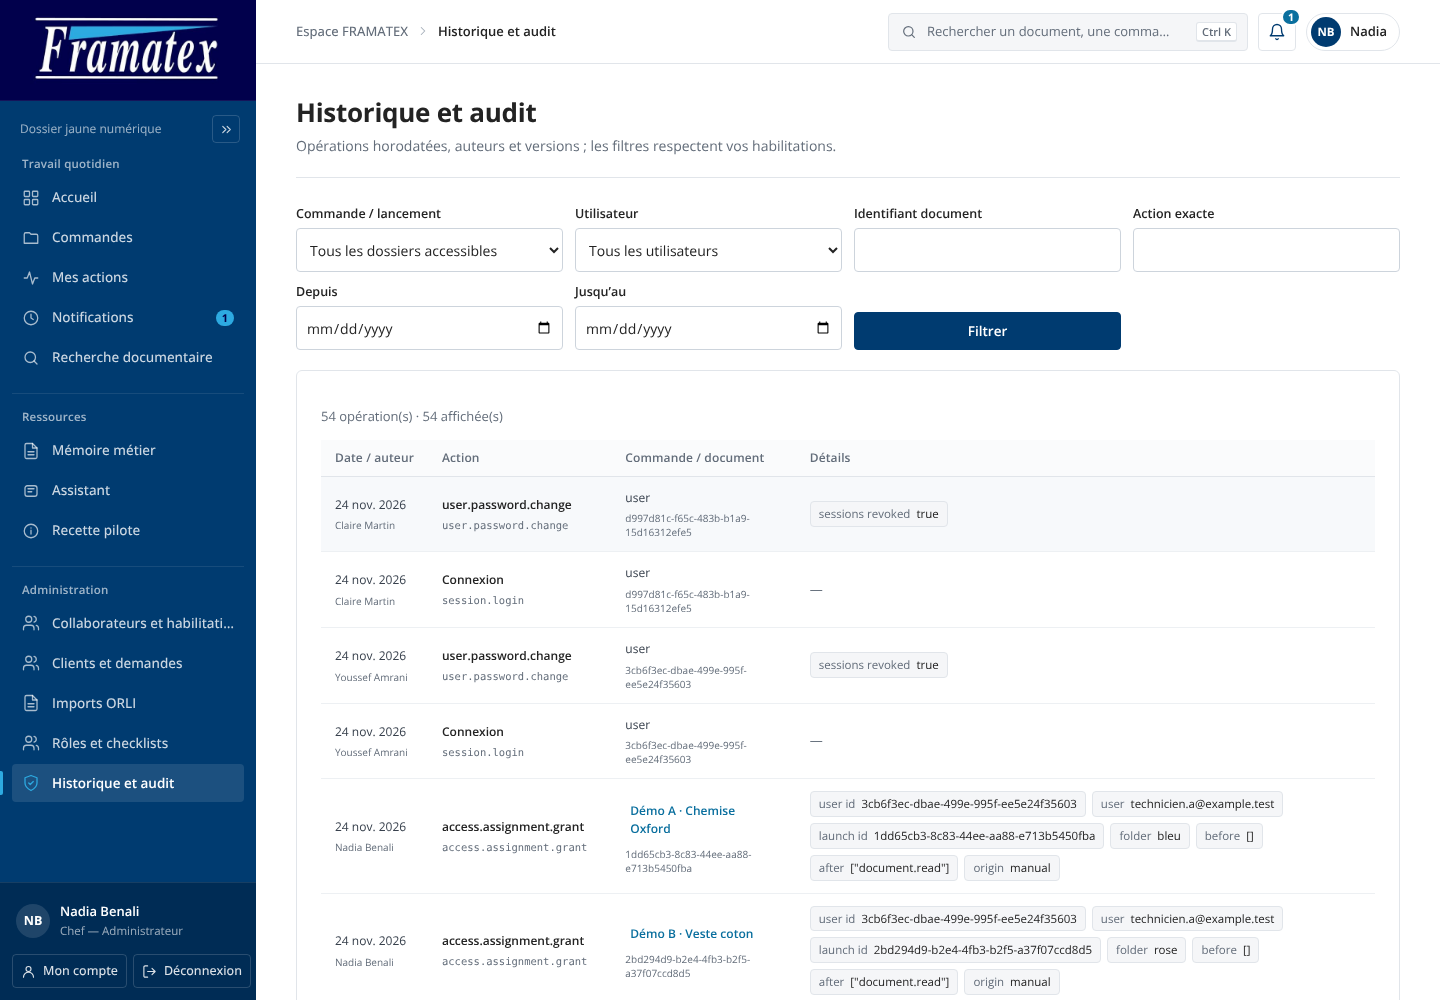 Framatex
Dossier jaune numérique
Travail quotidien
Accueil
Commandes
Mes actions
Notifications 1
Recherche documentaire
Ressources
Mémoire métier
Assistant
Recette pilote
Administration
Collaborateurs et habilitati...
Clients et demandes
Imports ORLI
Rôles et checklists
Historique et audit
NB Nadia Benali
Chef — Administrateur
Mon compte Déconnexion
Espace FRAMATEX Historique et audit
Rechercher un document, une comma... Ctrl K 1 NB Nadia
Historique et audit
Opérations horodatées, auteurs et versions ; les filtres respectent vos habilitations.
Commande / lancement Utilisateur Identifiant document Action exacte
Tous les dossiers accessibles Tous les utilisateurs
Depuis Jusqu’au
mm/dd/yyyy mm/dd/yyyy Filtrer
54 opération(s) · 54 affichée(s)
Date / auteur Action Commande / document Détails
24 nov. 2026 user.password.change user sessions revoked true
Claire Martin user.password.change d997d81c-f65c-483b-b1a9-
15d16312efe5
24 nov. 2026 Connexion user —
Claire Martin session.login d997d81c-f65c-483b-b1a9-
15d16312efe5
24 nov. 2026 user.password.change user sessions revoked true
Youssef Amrani user.password.change 3cb6f3ec-dbae-499e-995f-
ee5e24f35603
24 nov. 2026 Connexion user —
Youssef Amrani session.login 3cb6f3ec-dbae-499e-995f-
ee5e24f35603
24 nov. 2026 access.assignment.grant Démo A · Chemise
Oxford
Nadia Benali access.assignment.grant 1dd65cb3-8c83-44ee-aa88-
e713b5450fba
user id 3cb6f3ec-dbae-499e-995f-ee5e24f35603 user technicien.a@example.test
launch id 1dd65cb3-8c83-44ee-aa88-e713b5450fba folder bleu before []
after ["document.read"] origin manual
24 nov. 2026 access.assignment.grant Démo B · Veste coton
Nadia Benali access.assignment.grant 2bd294d9-b2e4-4fb3-b2f5-
a37f07ccd8d5
user id 3cb6f3ec-dbae-499e-995f-ee5e24f35603 user technicien.a@example.test
launch id 2bd294d9-b2e4-4fb3-b2f5-a37f07ccd8d5 folder rose before []
after ["document.read"] origin manual